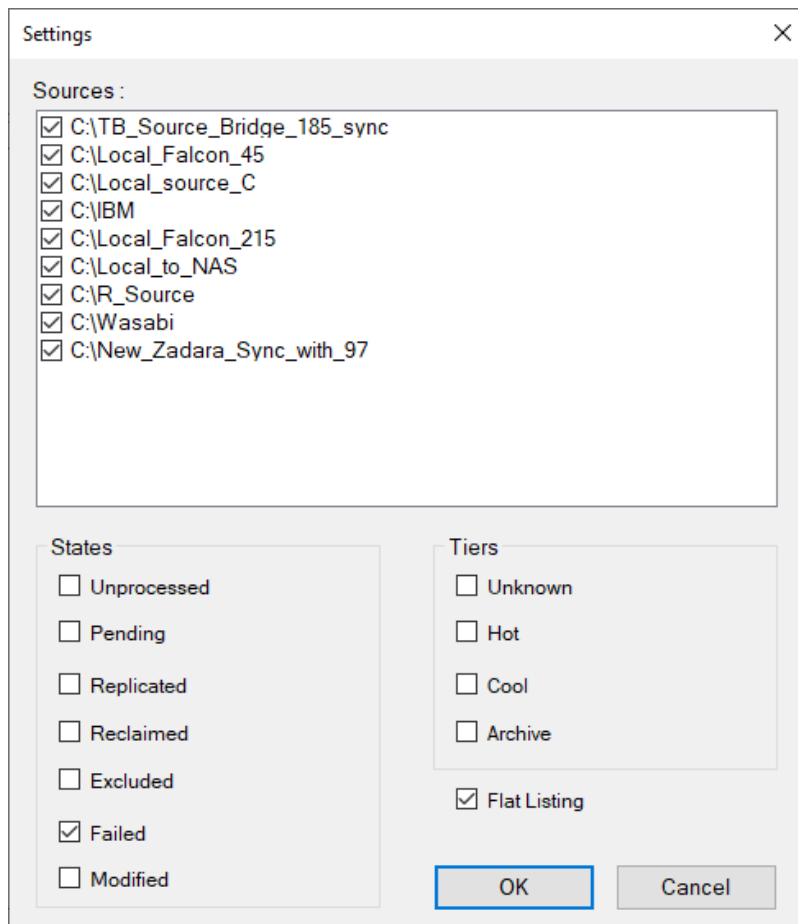 Settings
Sources :
C:\TB_Source_Bridge_185_sync
C:\Local_Falcon_45
C:\Local_source_C
C:\IBM
C:\Local_Falcon_215
C:\Local_to_NAS
C:\R_Source
C:\Wasabi
C:\New_Zadara_Sync_with_97
States
Unprocessed
Pending
Replicated
Reclaimed
Excluded
Failed
Modified
Tiers
Unknown
Hot
Cool
Archive
Flat Listing
OK
Cancel